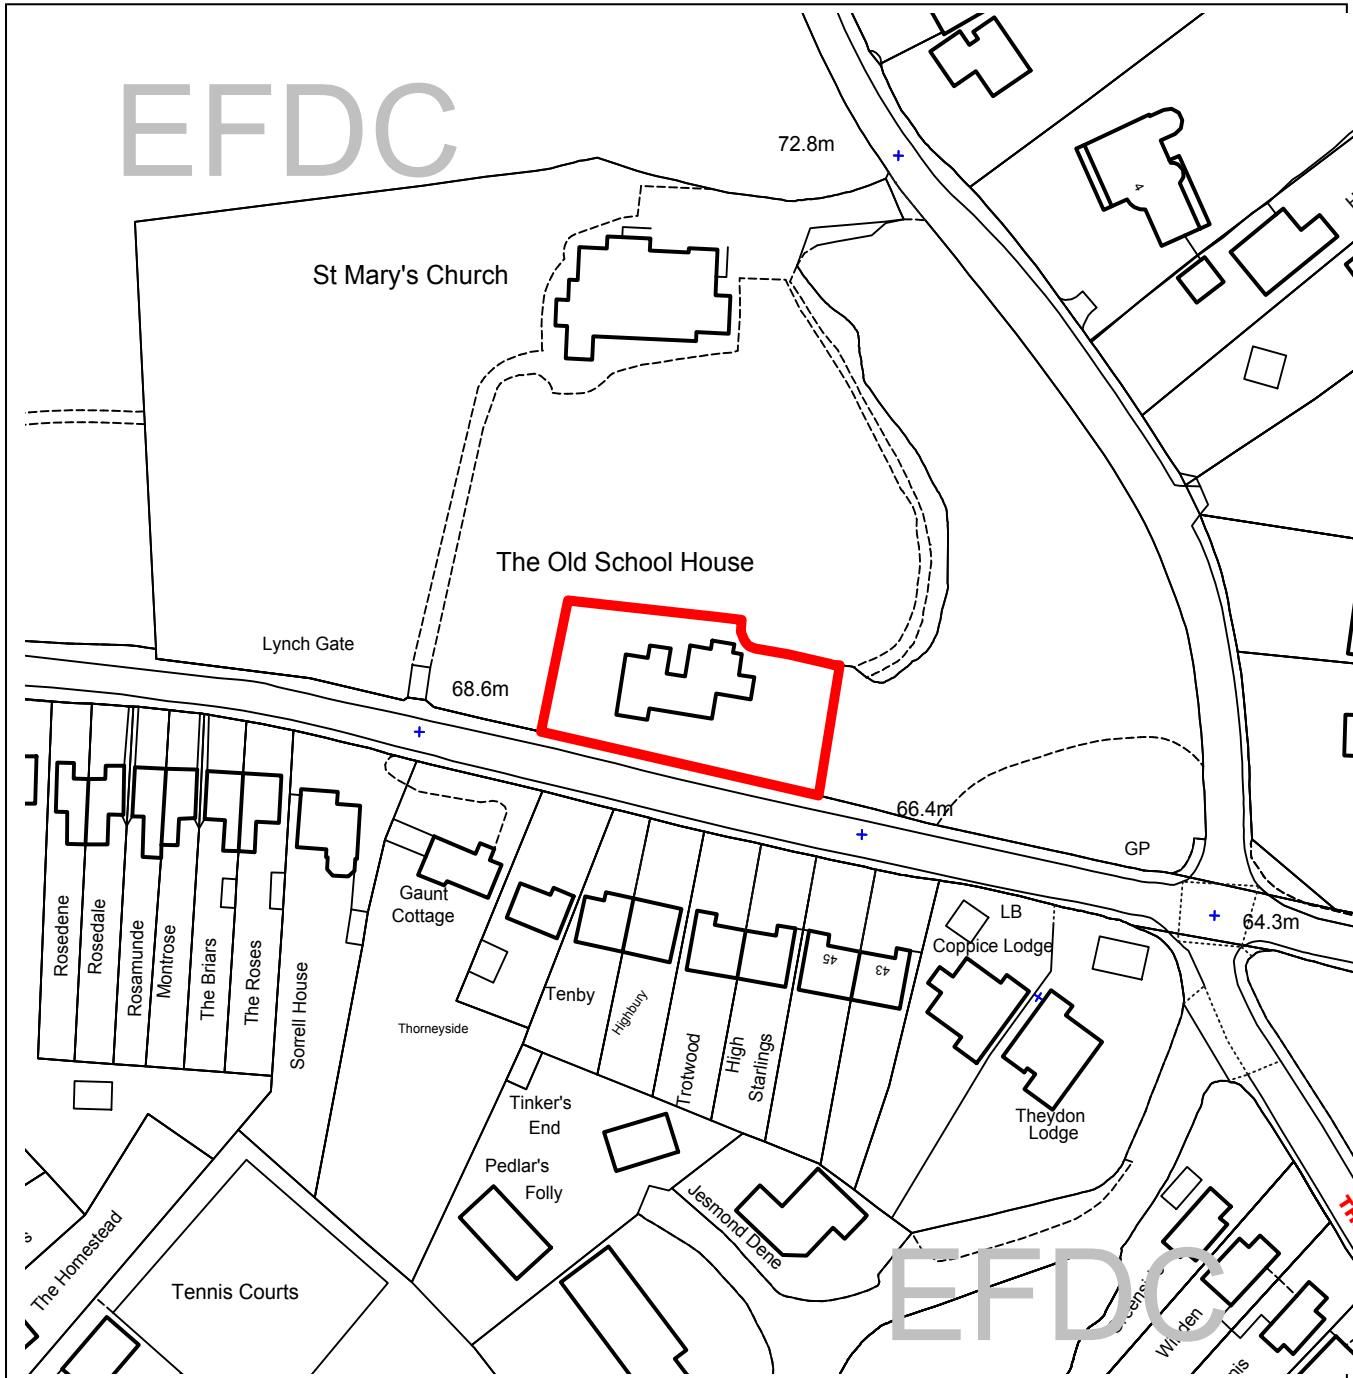 EFDC
72.8m
4
St Mary's Church
The Old School House
Lynch Gate
68.6m
66.4m
GP
64.3m
LB
Coppice Lodge
Gaunt
Cottage
45
43
Rosedene
Rosedale
Rosamunde
Montrose
The Briars
The Roses
Sorrell House
Thorneyside
Tenby
Highbury
Trotwood
High
Starlings
Theydon
Lodge
Tinker's
End
Pedlar's
Folly
Jesmond Dene
The Homestead
Tennis Courts
EFDC